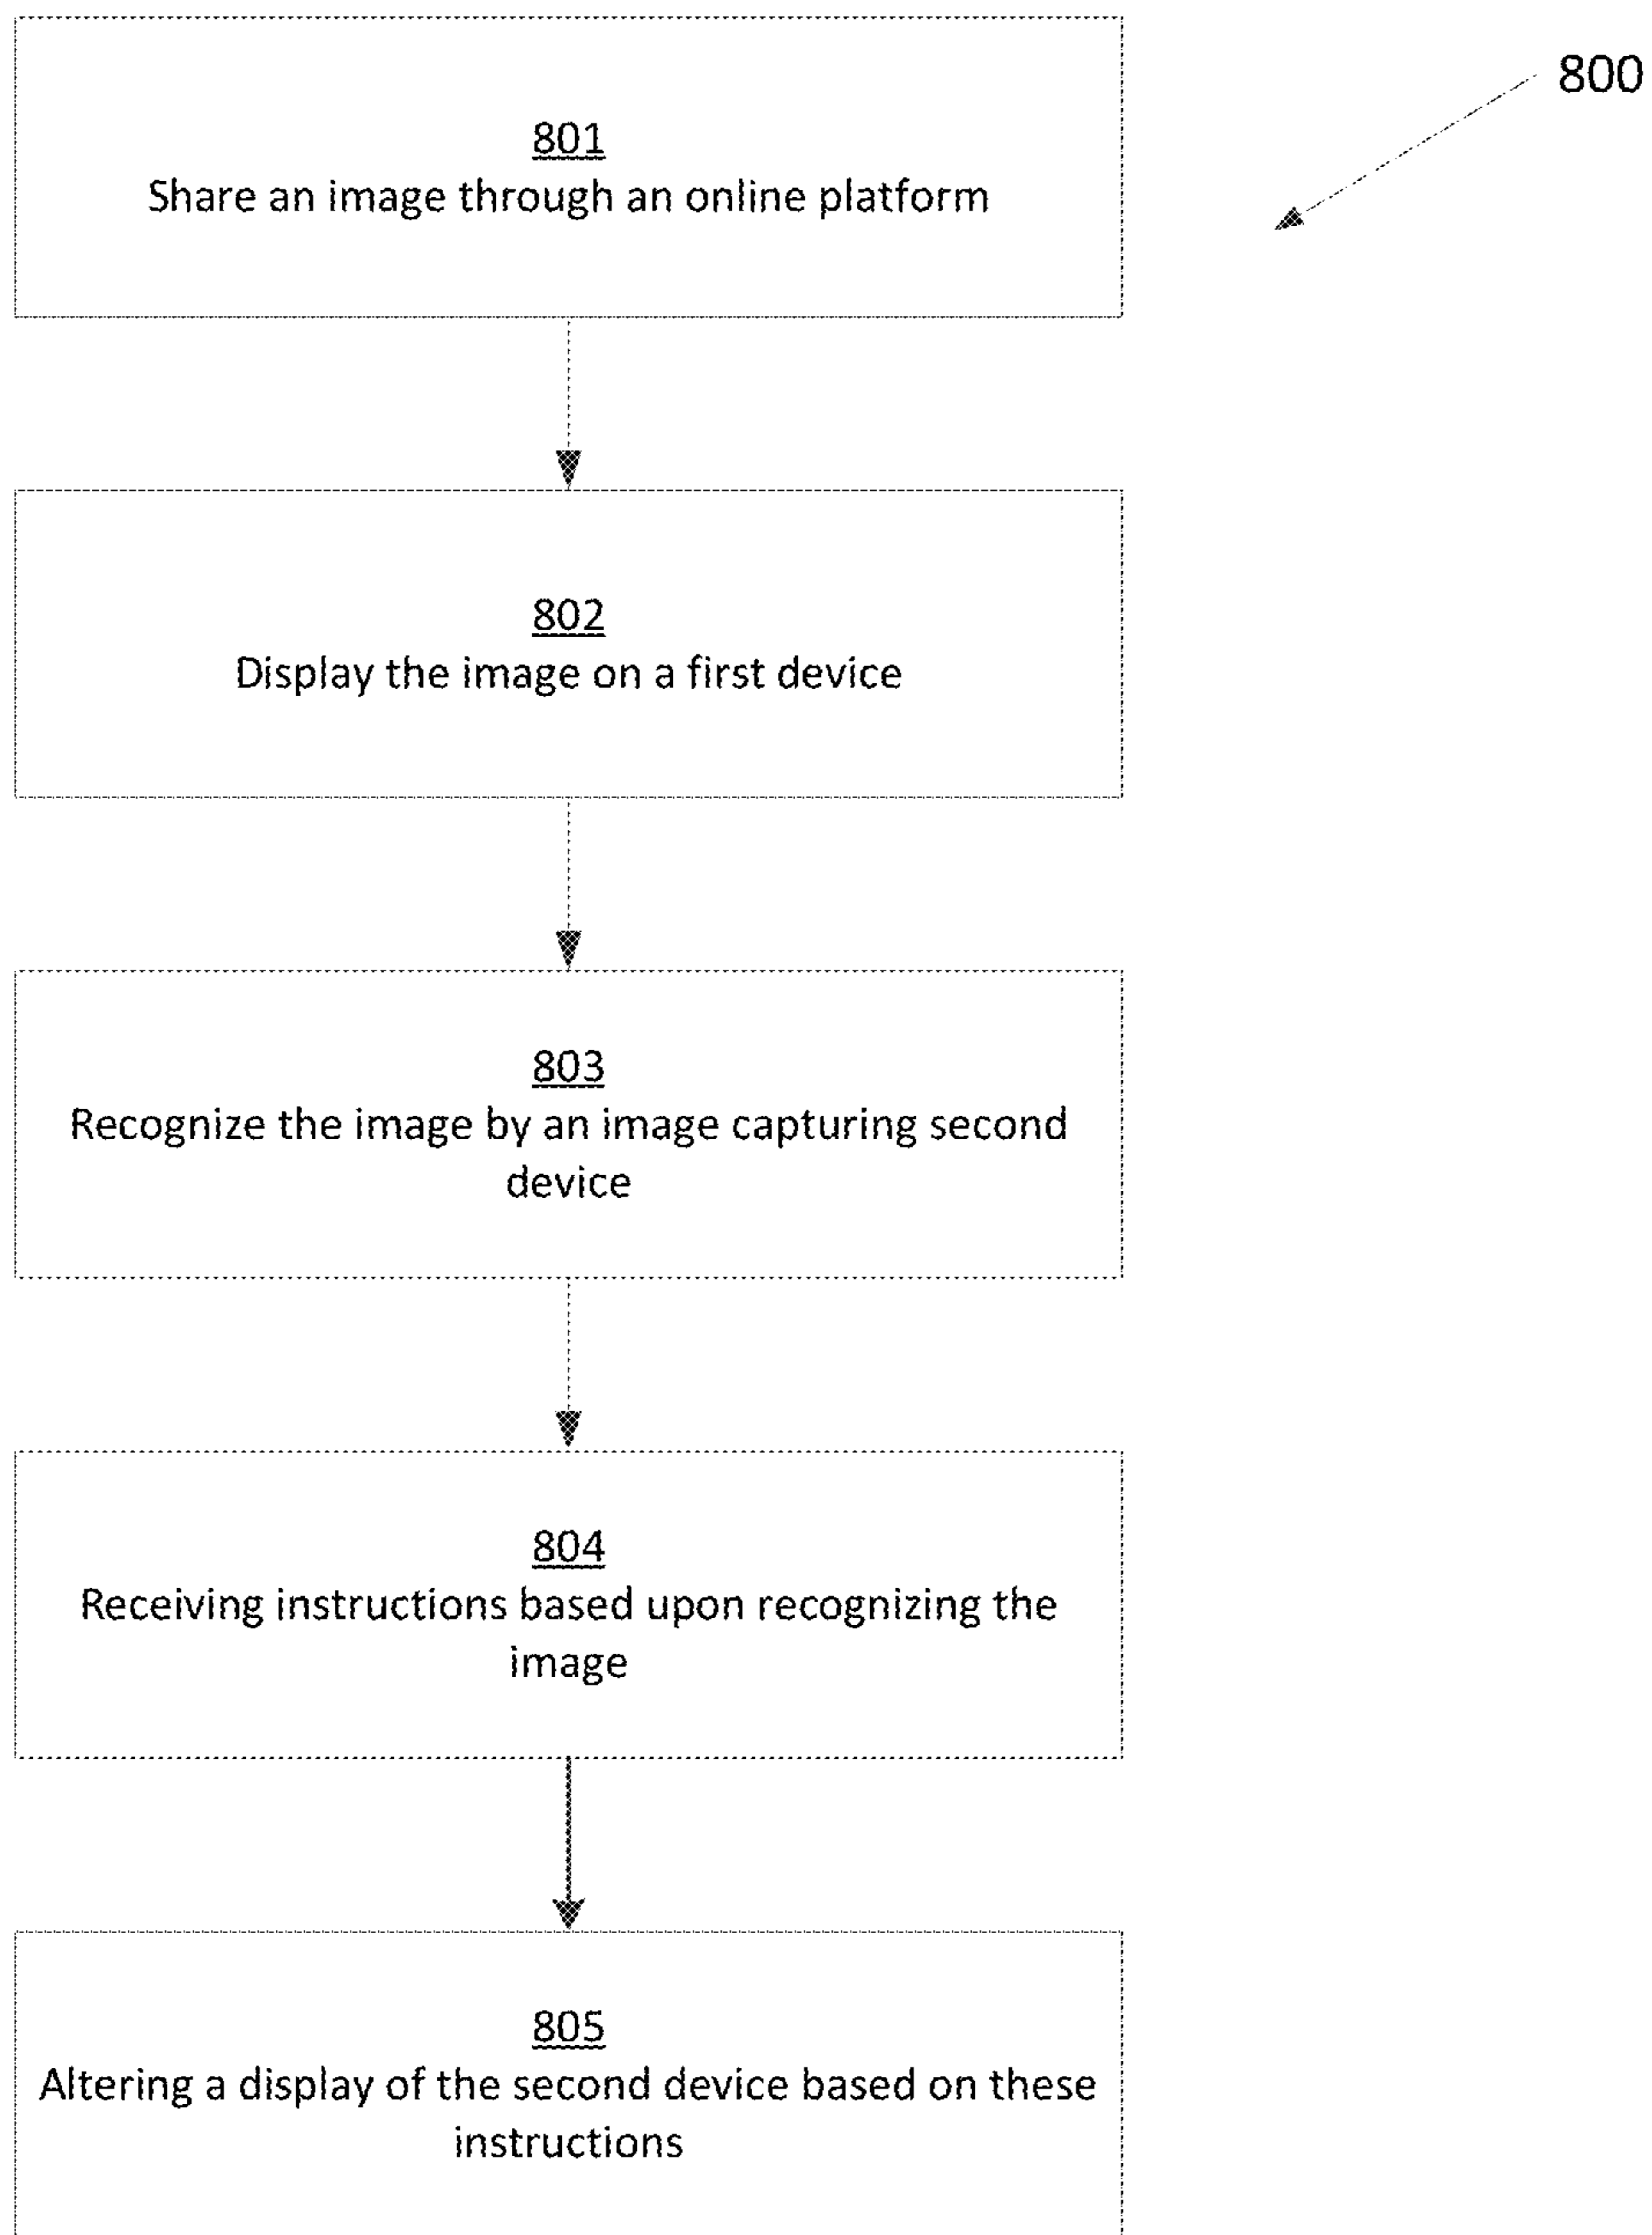 800
801
Share an image through an online platform
802
Display the image on a first device
803
Recognize the image by an image capturing second
device
804
Receiving instructions based upon recognizing the
image
805
Altering a display of the second device based on these
instructions